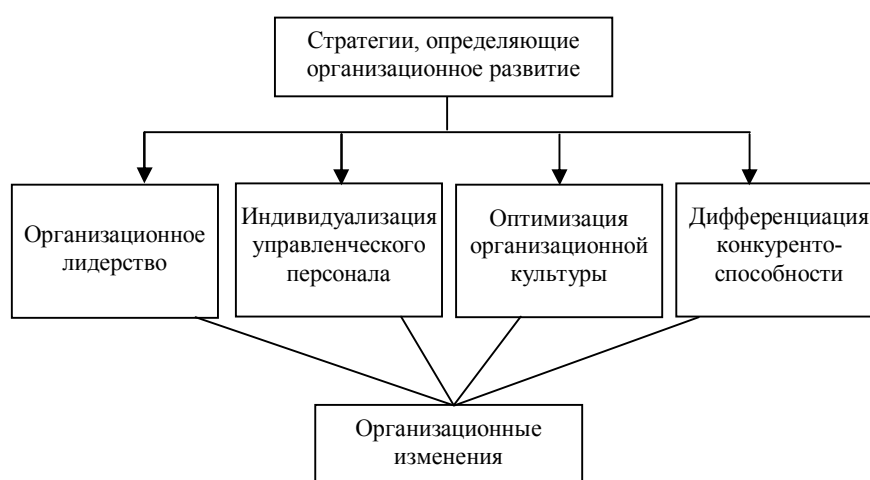 Стратегии, определяющие
организационное развитие
Организационное
лидерство
Индивидуализация
управленческого
персонала
Оптимизация
организационной
культуры
Дифференциация
конкуренто-
способности
Организационные
изменения